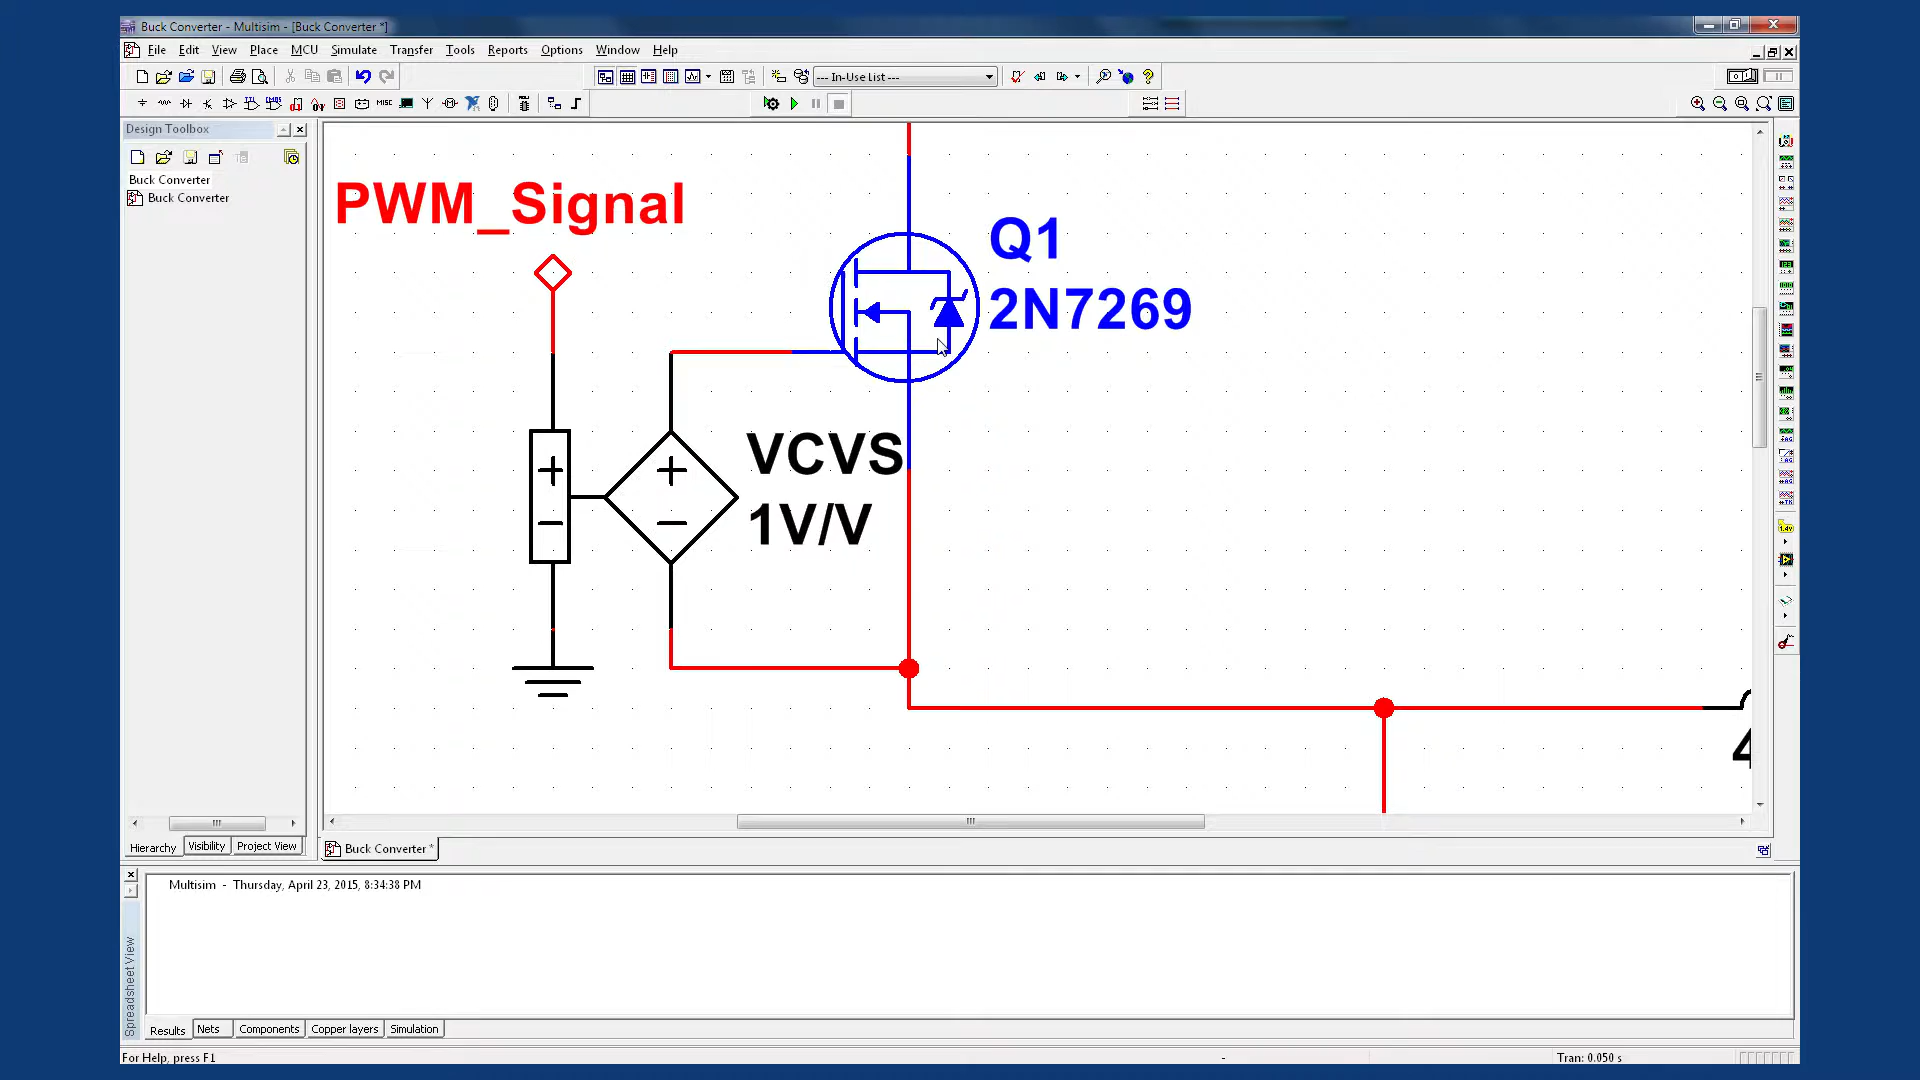 Buck Converter - Multisim - [Buck Converter *]
File Edit View Place MCU Simulate Transfer Tools Reports Options Window Help
--- In-Use List ---
MISC
Design Toolbox
Buck Converter
Buck Converter
PWM_Signal
Q1
2N7269
VCVS
1V/V
4
Hierarchy Visibility Project View
Buck Converter *
Multisim - Thursday, April 23, 2015, 8:34:38 PM
Spreadsheet View
Results Nets Components Copper layers Simulation
For Help, press F1
- Tran: 0.050 s